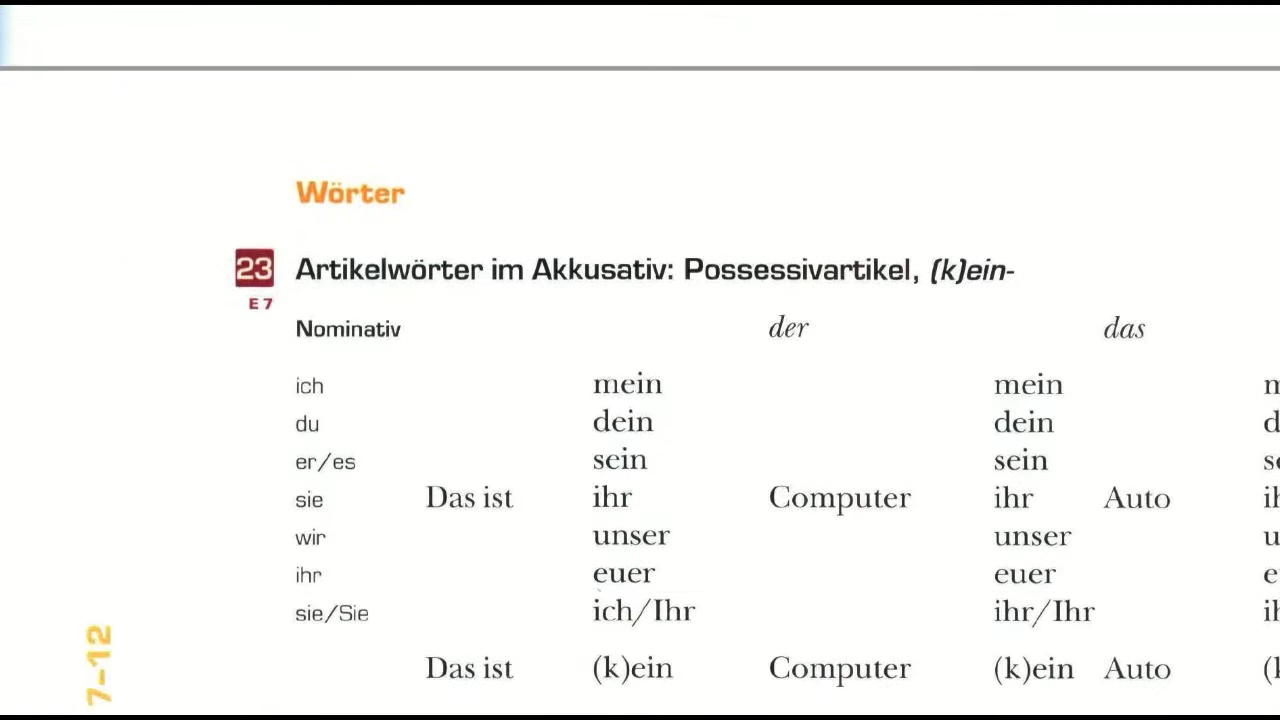 Wörter
23 Artikelwörter im Akkusativ: Possessivartikel, (k)ein-
E 7
Nominativ der das
ich mein mein
du dein dein
er/es sein sein
sie Das ist ihr Computer ihr Auto
wir unser unser
ihr euer euer
sie/Sie ich/Ihr ihr/Ihr
Das ist (k)ein Computer (k)ein Auto
7–12